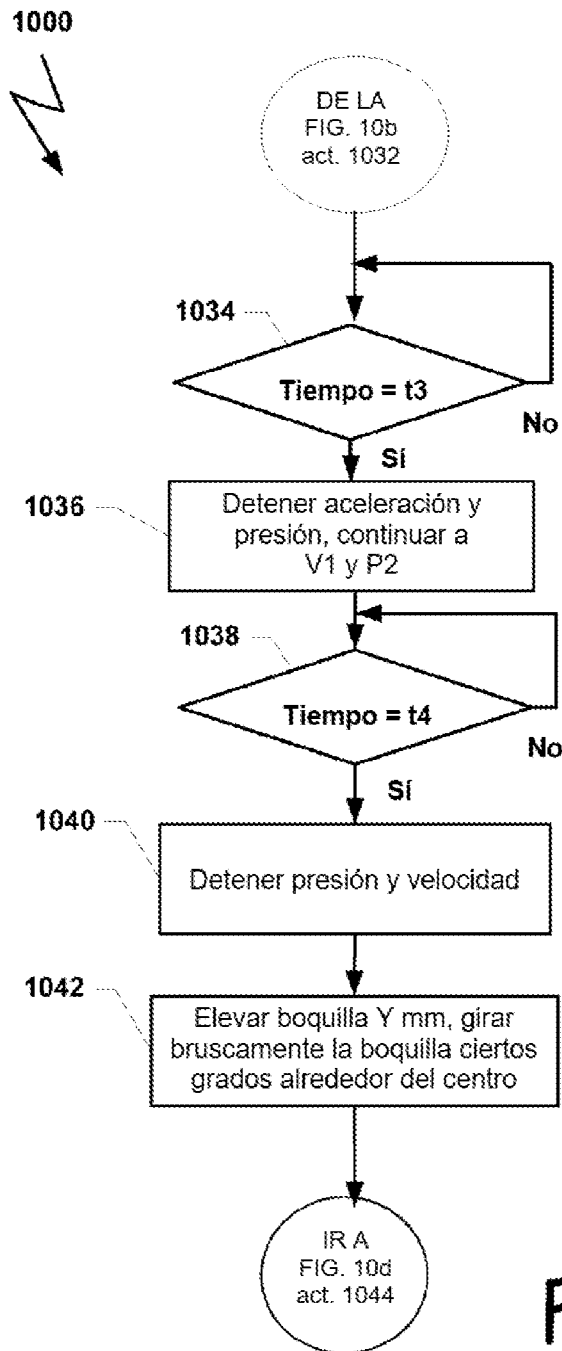 1000
DE LA
FIG. 10b
act. 1032
1034
Tiempo = t3
No
Sí
1036
Detener aceleración y
presión, continuar a
V1 y P2
1038
Tiempo = t4
No
Sí
1040
Detener presión y velocidad
1042
Elevar boquilla Y mm, girar
bruscamente la boquilla ciertos
grados alrededor del centro
IR A
FIG. 10d
act. 1044